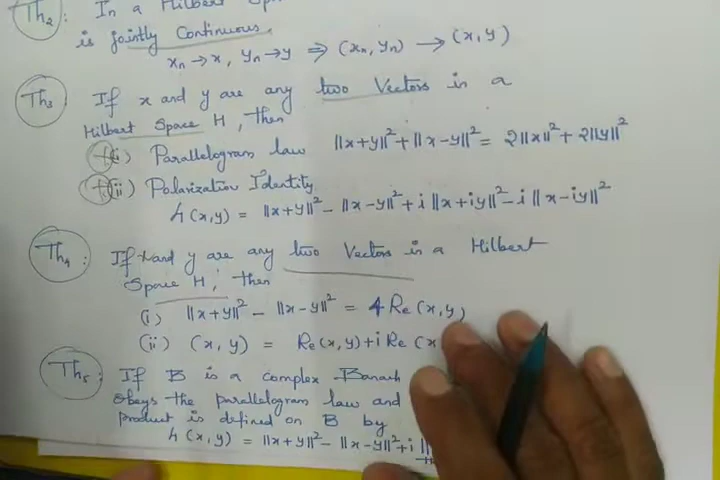 Th₂: In a Hilbert
is jointly Continuous.
xₙ→x, yₙ→y ⇒ (xₙ, yₙ) → (x, y)
Th₃ If x and y are any two Vectors in a
Hilbert Space H, then
(i) Parallelogram law ||x+y||² + ||x-y||² = 2||x||² + 2||y||²
(ii) Polarization Identity
4(x,y) = ||x+y||² - ||x-y||² + i||x+iy||² - i||x-iy||²
Th₄: If x and y are any two Vectors in a Hilbert
Space H, then
(i) ||x+y||² - ||x-y||² = 4 Re(x,y)
(ii) (x, y) = Re(x,y) + i Re(x
Th₅: If B is a complex Banach
obeys the parallelogram law and
product is defined on B by
4(x,y) = ||x+y||² - ||x-y||² + i||